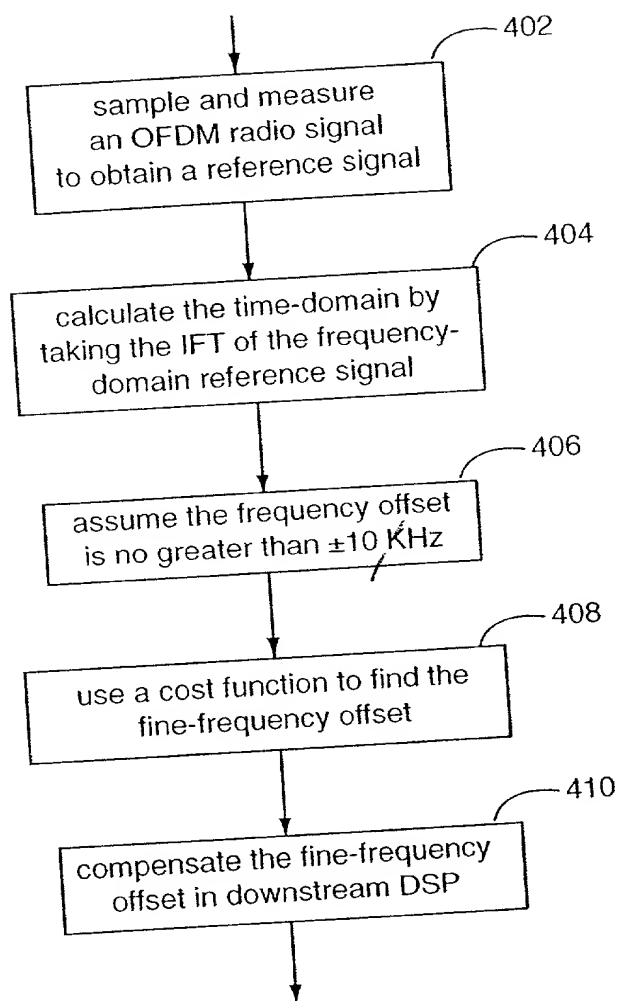 402
sample and measure
an OFDM radio signal
to obtain a reference signal
404
calculate the time-domain by
taking the IFT of the frequency-
domain reference signal
406
assume the frequency offset
is no greater than ±10 KHz
408
use a cost function to find the
fine-frequency offset
410
compensate the fine-frequency
offset in downstream DSP